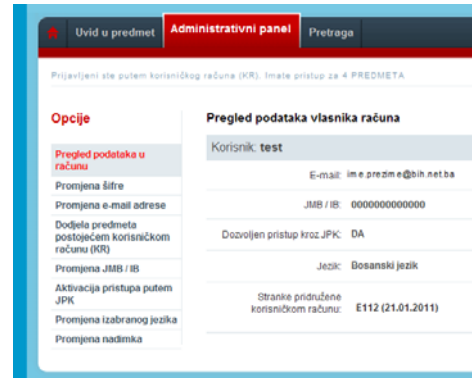 Uvid u predmet
Administrativni panel
Pretraga
Prijavljeni ste putem korisničkog računa (KR). Imate pristup za 4 PREDMETA
Opcije
Pregled podataka u
računu
Promjena šifre
Promjena e-mail adrese
Dodjela predmeta
postojećem korisničkom
računu (KR)
Promjena JMB / IB
Aktivacija pristupa putem
JPK
Promjena izabranog jezika
Promjena nadimka
Pregled podataka vlasnika računa
Korisnik: test
E-mail: ime.prezime@bih.net.ba
JMB / IB: 0000000000000
Dozvoljen pristup kroz JPK: DA
Jezik: Bosanski jezik
Stranke pridružene
korisničkom računu: E112 (21.01.2011)